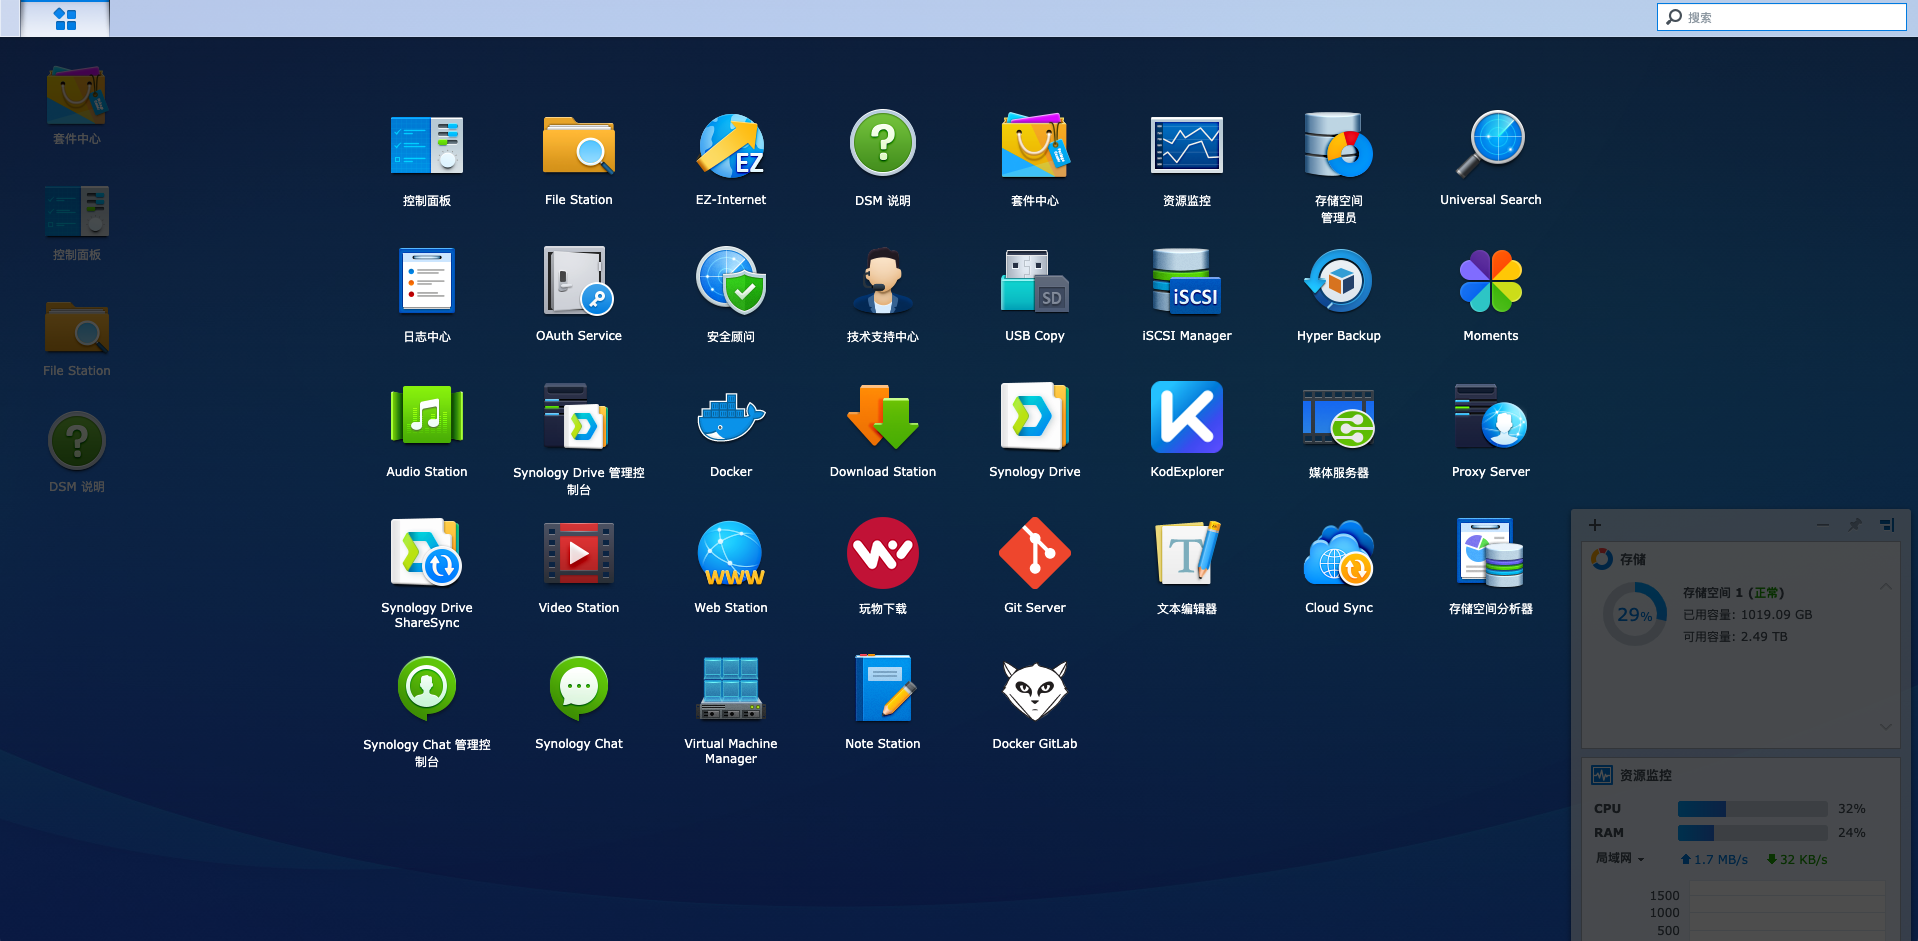 搜索
套件中心
控制面板
File Station
DSM 说明
EZ
控制面板
File Station
EZ-Internet
DSM 说明
套件中心
资源监控
存储空间
管理员
Universal Search
SD
iSCSI
日志中心
OAuth Service
安全顾问
技术支持中心
USB Copy
iSCSI Manager
Hyper Backup
Moments
Audio Station
Synology Drive 管理控
制台
Docker
Download Station
Synology Drive
KodExplorer
媒体服务器
Proxy Server
WWW
T
Synology Drive
ShareSync
Video Station
Web Station
玩物下载
Git Server
文本编辑器
Cloud Sync
存储空间分析器
Synology Chat 管理控
制台
Synology Chat
Virtual Machine
Manager
Note Station
Docker GitLab
存储
29%
存储空间 1 (正常)
已用容量: 1019.09 GB
可用容量: 2.49 TB
资源监控
CPU 32%
RAM 24%
局域网 1.7 MB/s 32 KB/s
1500
1000
500